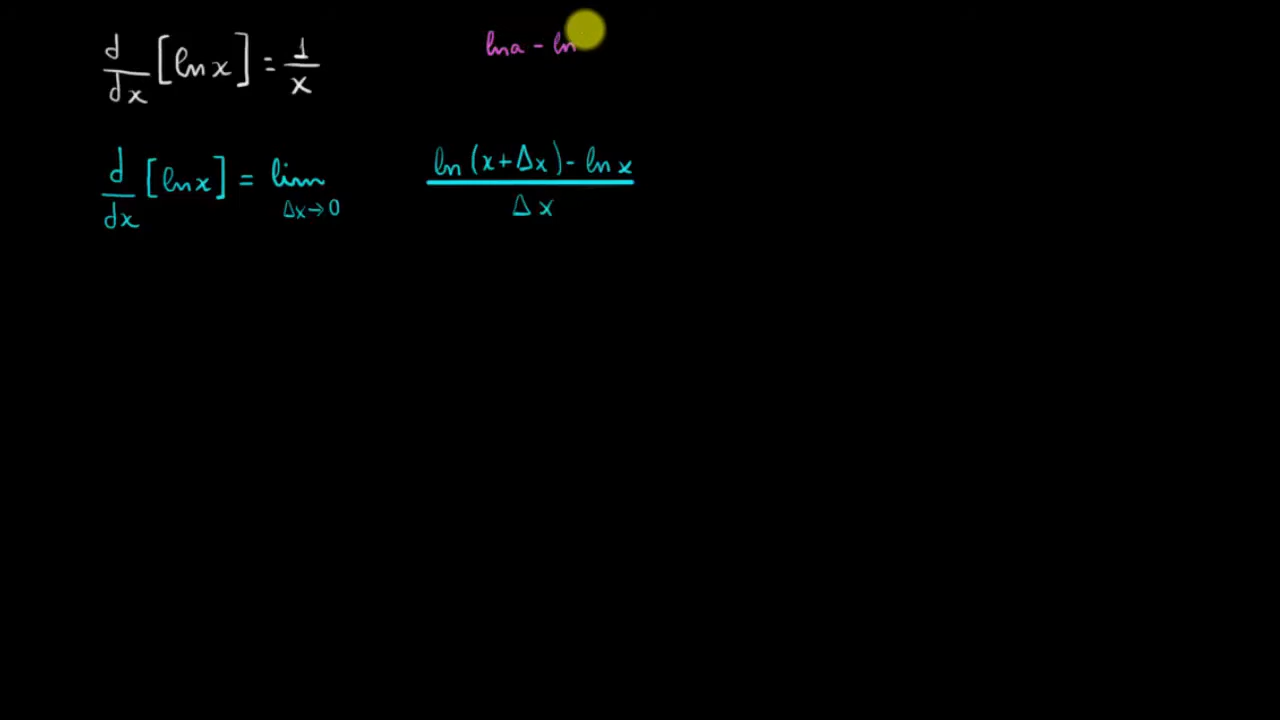 d/dx [ln x] = 1/x
ln a - ln
d/dx [ln x] = lim Δx→0 (ln (x+Δx) - ln x)/Δx